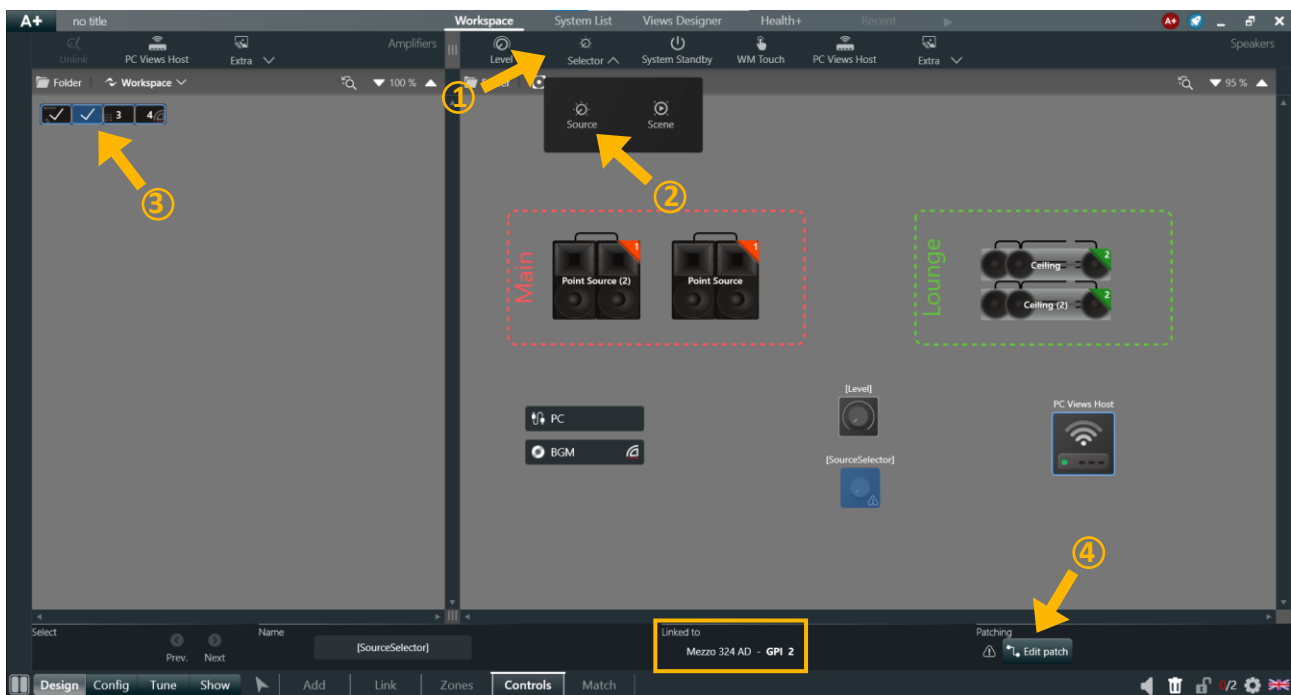 A+ no title Workspace System List Views Designer Health+ Recent A+
Unlink PC Views Host Extra Amplifiers Level Selector System Standby WM Touch PC Views Host Extra Speakers
Folder Workspace 100 % 95 %
①
3 4
Source Scene
②
③
Main
1
1
Point Source (2) Point Source
Lounge
2
Ceiling
2
Ceiling (2)
[Level]
PC
PC Views Host
BGM
[SourceSelector]
④
Select Name Linked to Patching
Prev. Next [SourceSelector] Mezzo 324 AD - GPI 2 Edit patch
Design Config Tune Show Add Link Zones Controls Match 0/2